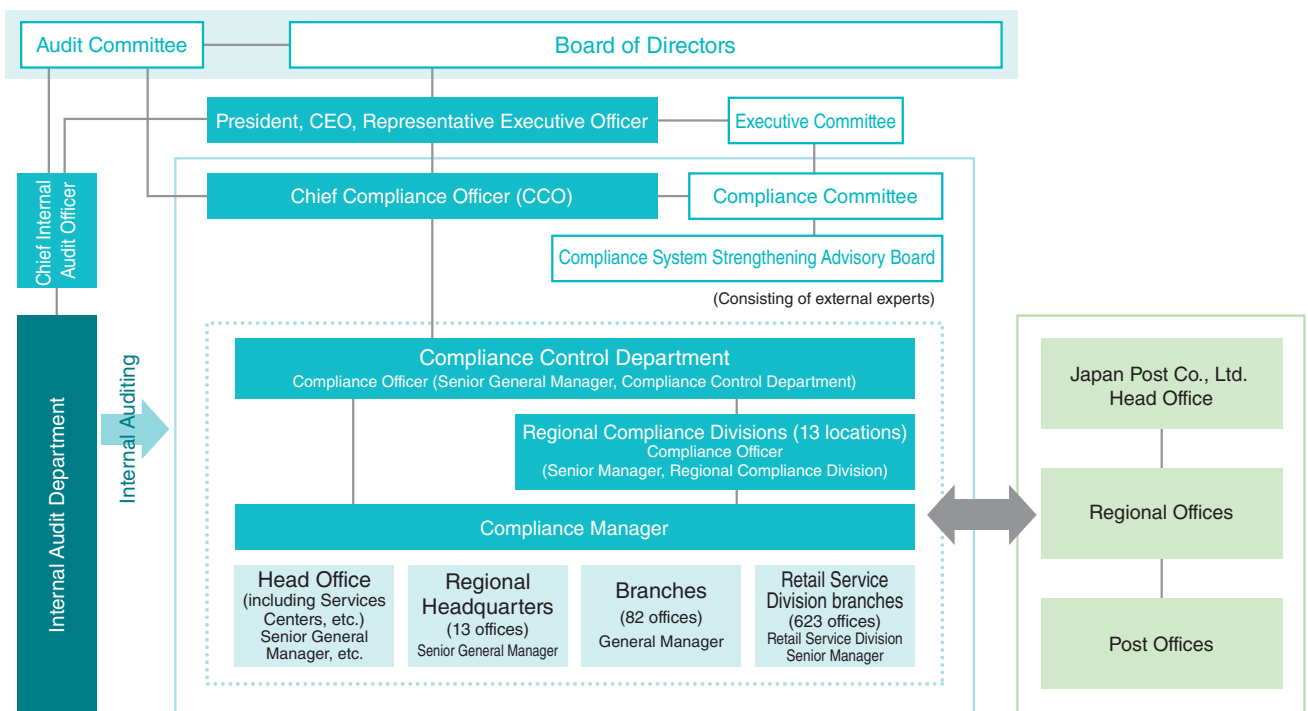 Audit Committee
Board of Directors
President, CEO, Representative Executive Officer
Executive Committee
Chief Internal
Audit Officer
Chief Compliance Officer (CCO)
Compliance Committee
Compliance System Strengthening Advisory Board
(Consisting of external experts)
Internal Audit Department
Internal Auditing
Compliance Control Department
Compliance Officer (Senior General Manager, Compliance Control Department)
Regional Compliance Divisions (13 locations)
Compliance Officer
(Senior Manager, Regional Compliance Division)
Compliance Manager
Head Office
(including Services
Centers, etc.)
Senior General
Manager, etc.
Regional
Headquarters
(13 offices)
Senior General Manager
Branches
(82 offices)
General Manager
Retail Service
Division branches
(623 offices)
Retail Service Division
Senior Manager
Japan Post Co., Ltd.
Head Office
Regional Offices
Post Offices